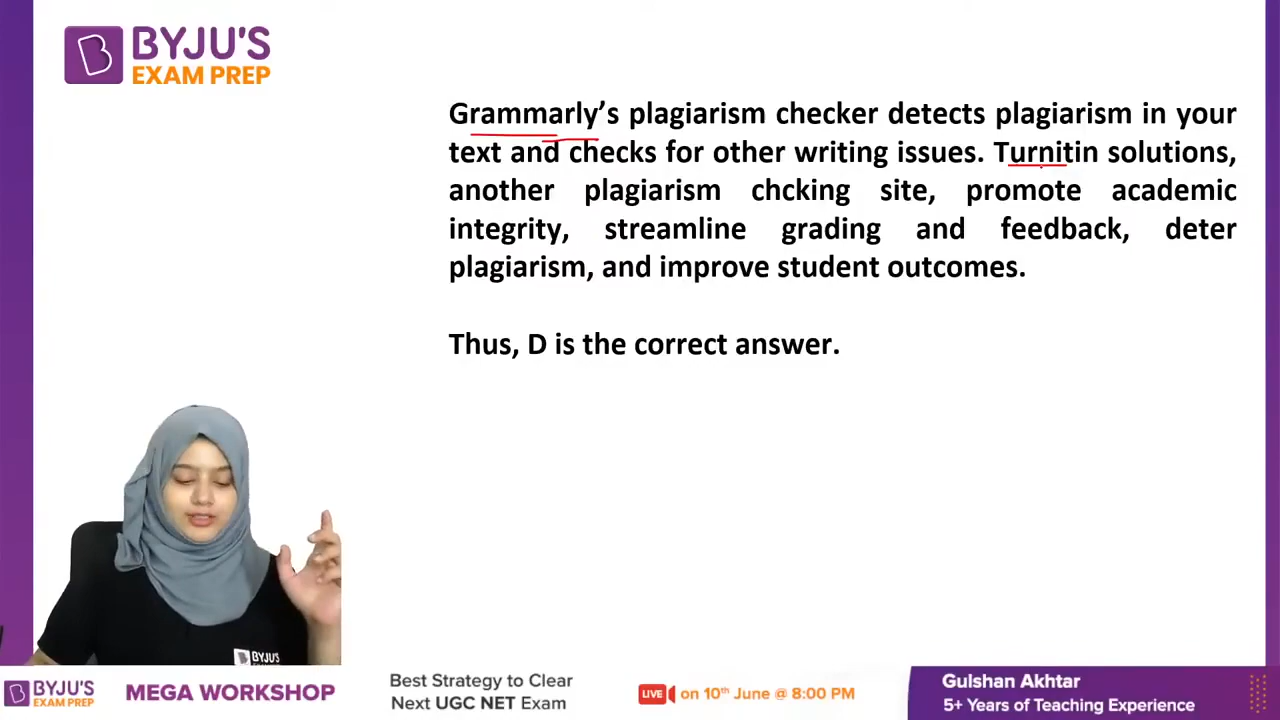 BYJU'S
EXAM PREP
Grammarly's plagiarism checker detects plagiarism in your
text and checks for other writing issues. Turnitin solutions,
another plagiarism chcking site, promote academic
integrity, streamline grading and feedback, deter
plagiarism, and improve student outcomes.
Thus, D is the correct answer.
BYJU'S
EXAM PREP
BYJU'S
EXAM PREP
MEGA WORKSHOP
Best Strategy to Clear
Next UGC NET Exam
LIVE on 10th June @ 8:00 PM
Gulshan Akhtar
5+ Years of Teaching Experience